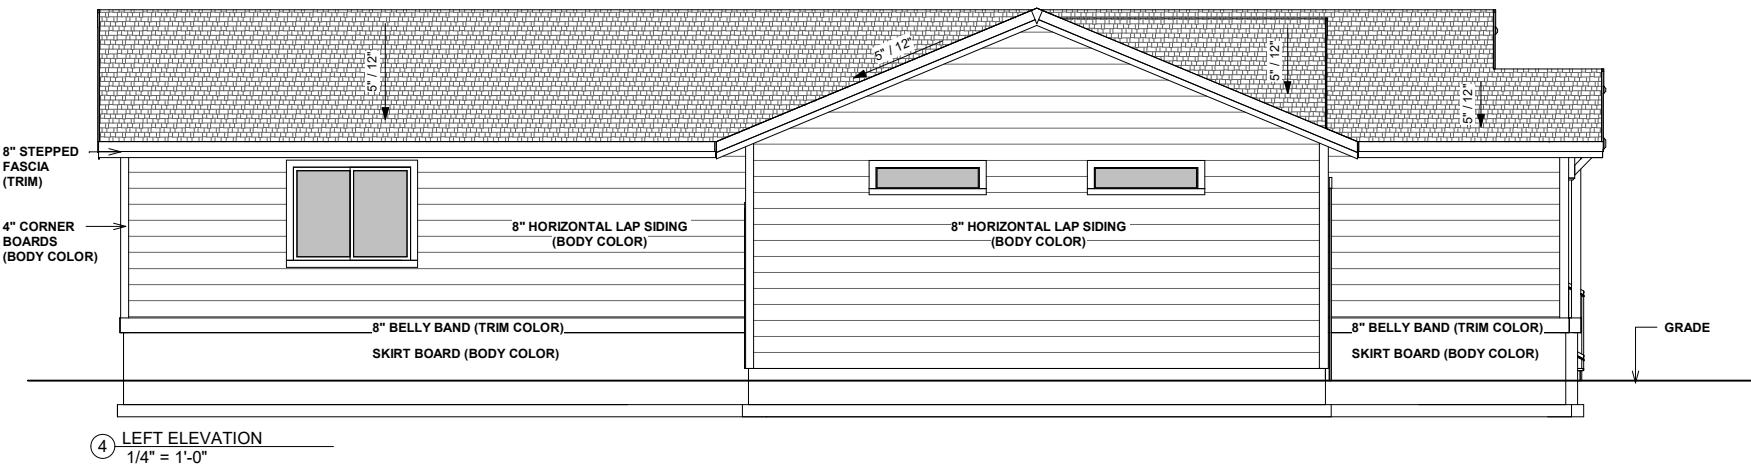 5" / 12"
5" / 12"
5" / 12"
5" / 12"
8" STEPPED
FASCIA
(TRIM)
4" CORNER
BOARDS
(BODY COLOR)
8" HORIZONTAL LAP SIDING
(BODY COLOR)
8" HORIZONTAL LAP SIDING
(BODY COLOR)
8" BELLY BAND (TRIM COLOR)
SKIRT BOARD (BODY COLOR)
8" BELLY BAND (TRIM COLOR)
SKIRT BOARD (BODY COLOR)
GRADE
4 LEFT ELEVATION
1/4" = 1'-0"